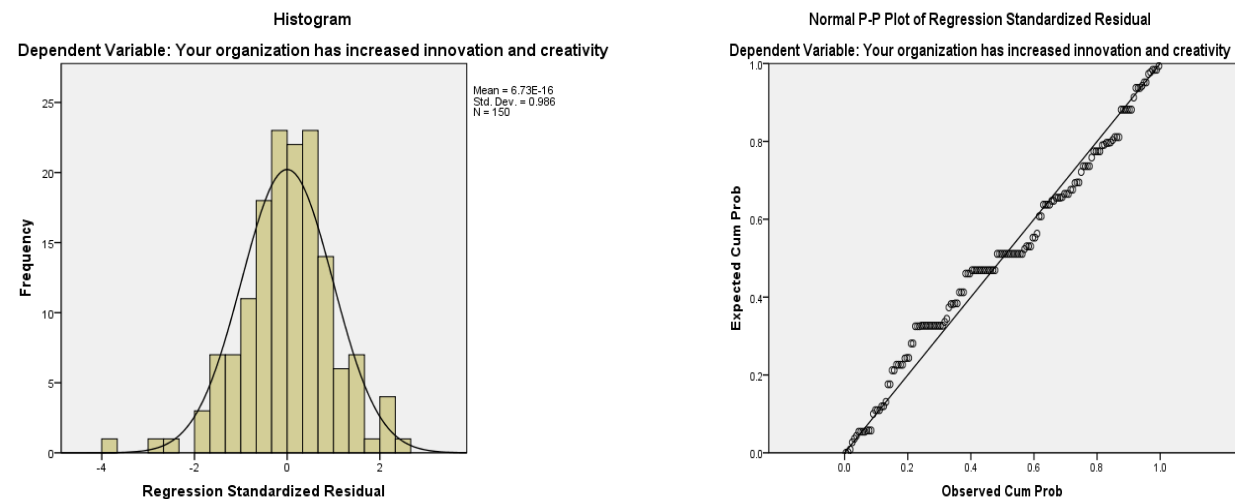 Histogram
Dependent Variable: Your organization has increased innovation and creativity
Mean = 6.73E-16
Std. Dev. = 0.986
N = 150
25
20
15
10
5
0
Frequency
-4
-2
0
2
Regression Standardized Residual
Normal P-P Plot of Regression Standardized Residual
Dependent Variable: Your organization has increased innovation and creativity
1.0
0.8
0.6
0.4
0.2
0.0
Expected Cum Prob
0.0
0.2
0.4
0.6
0.8
1.0
Observed Cum Prob